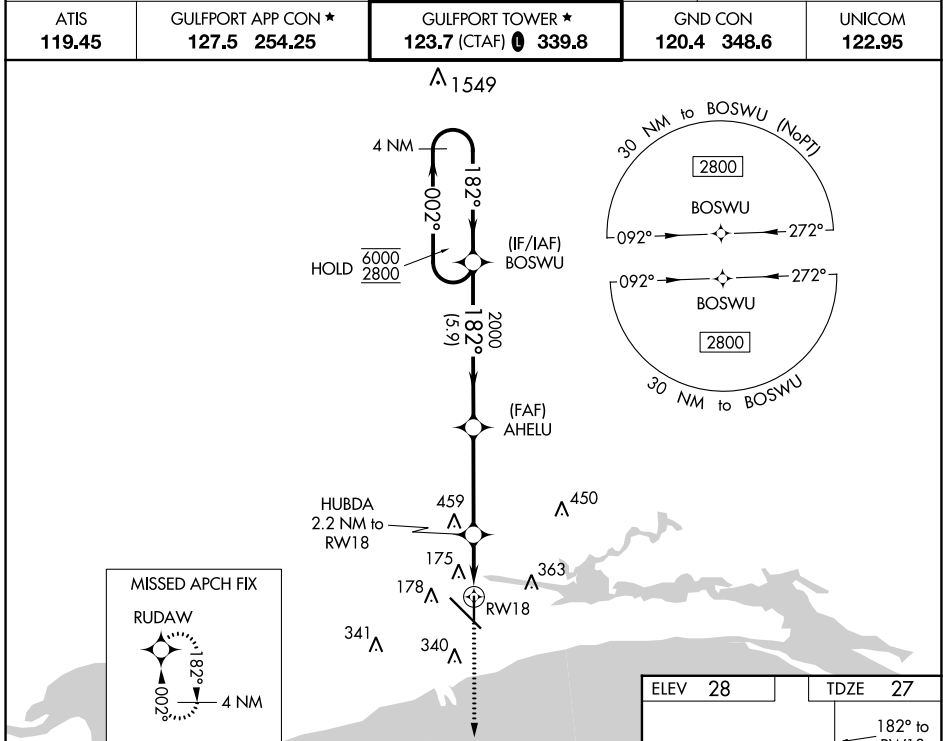 ATIS
119.45
GULFPORT APP CON ★
127.5 254.25
GULFPORT TOWER ★
123.7 (CTAF) L 339.8
GND CON
120.4 348.6
UNICOM
122.95
1549
4 NM
182°
002°
HOLD 6000
2800
(IF/IAF)
BOSWU
2000
182°
(5.9)
30 NM to BOSWU (NoPT)
2800
BOSWU
092°
272°
092°
272°
BOSWU
2800
30 NM to BOSWU
(FAF)
AHELU
HUBDA
2.2 NM to
RW18
459
450
175
363
178
RW18
341
340
MISSED APCH FIX
RUDAW
182°
002°
4 NM
ELEV 28
TDZE 27
182° to